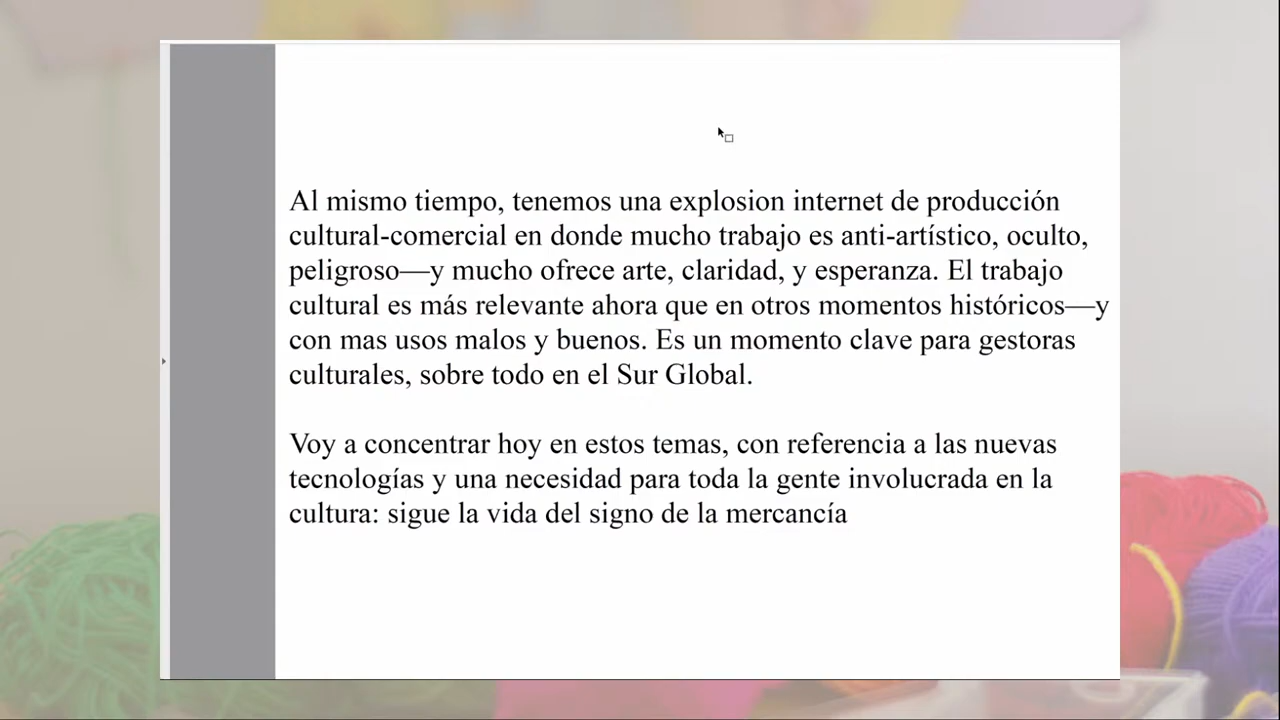 Al mismo tiempo, tenemos una explosion internet de producción
cultural-comercial en donde mucho trabajo es anti-artístico, oculto,
peligroso—y mucho ofrece arte, claridad, y esperanza. El trabajo
cultural es más relevante ahora que en otros momentos históricos—y
con mas usos malos y buenos. Es un momento clave para gestoras
culturales, sobre todo en el Sur Global.
Voy a concentrar hoy en estos temas, con referencia a las nuevas
tecnologías y una necesidad para toda la gente involucrada en la
cultura: sigue la vida del signo de la mercancía